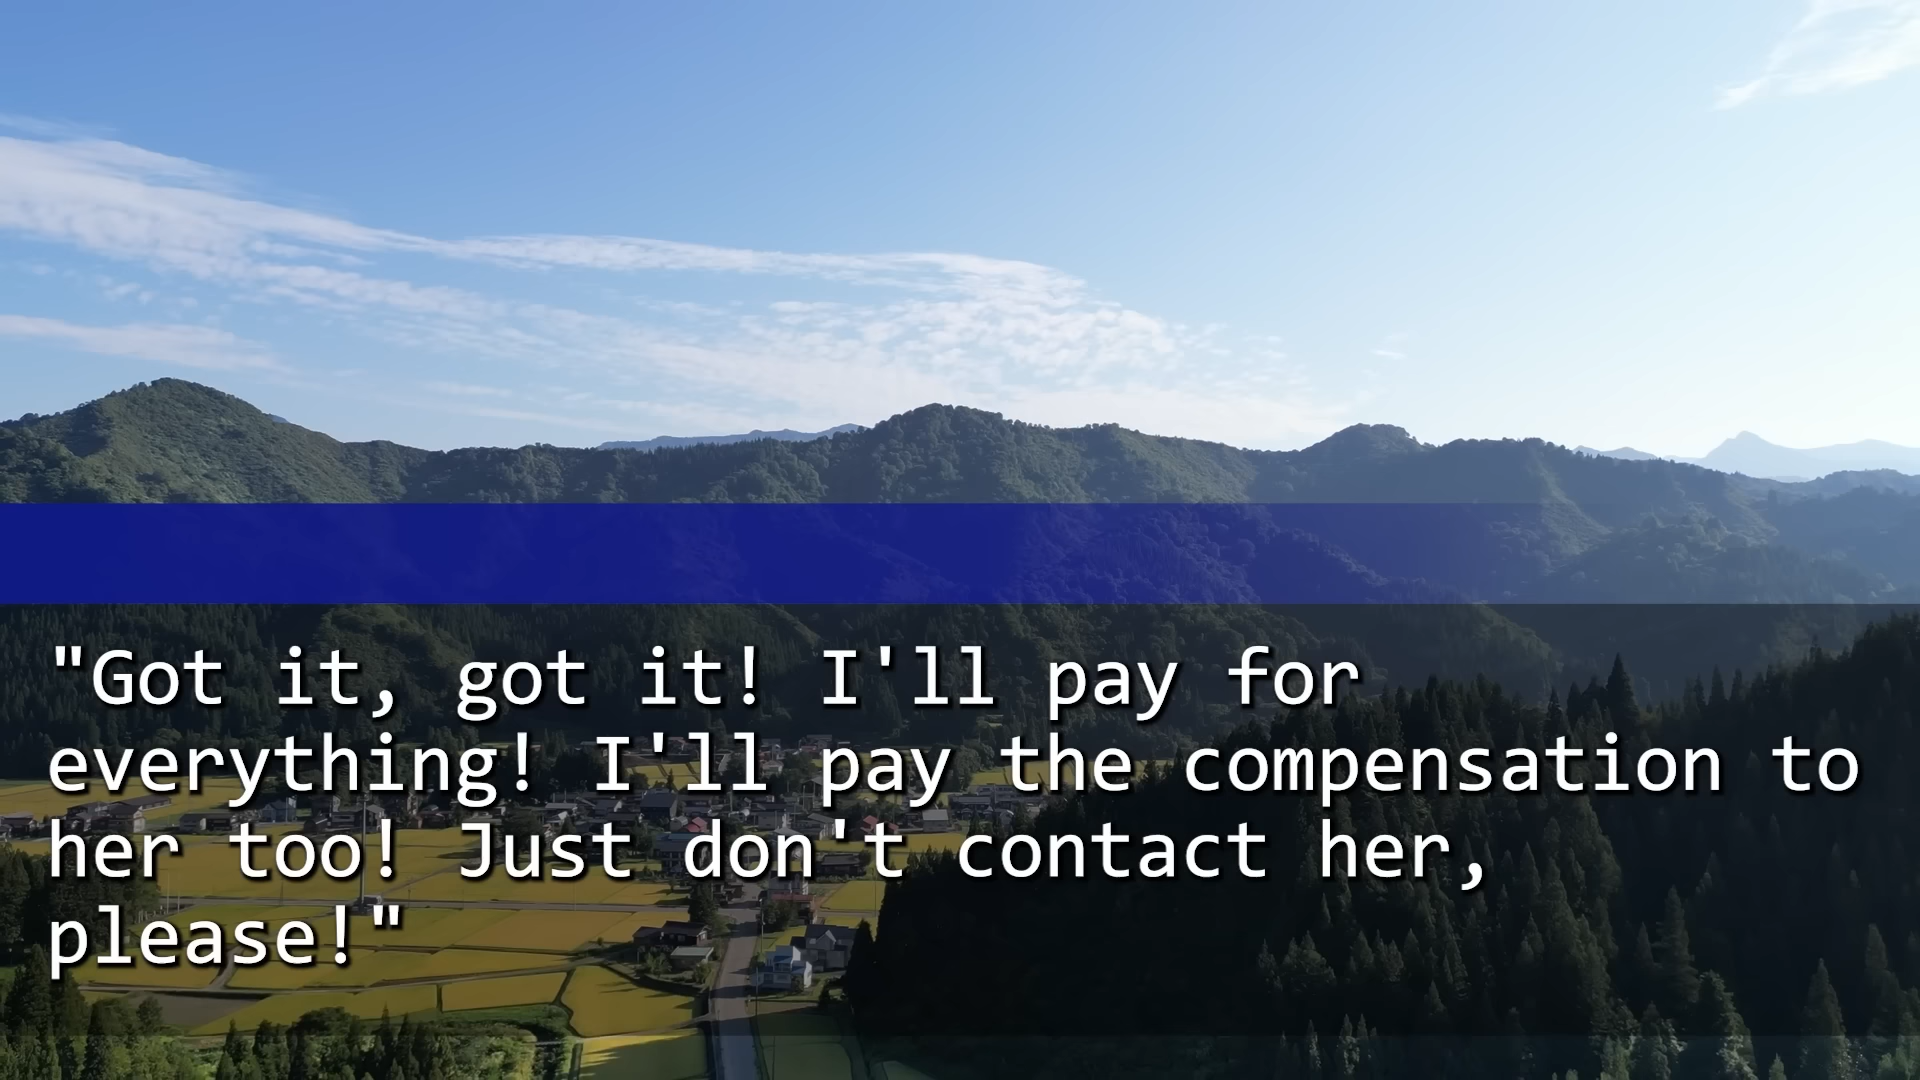 "Got it, got it! I'll pay for
everything! I'll pay the compensation to
her too! Just don't contact her,
please!"